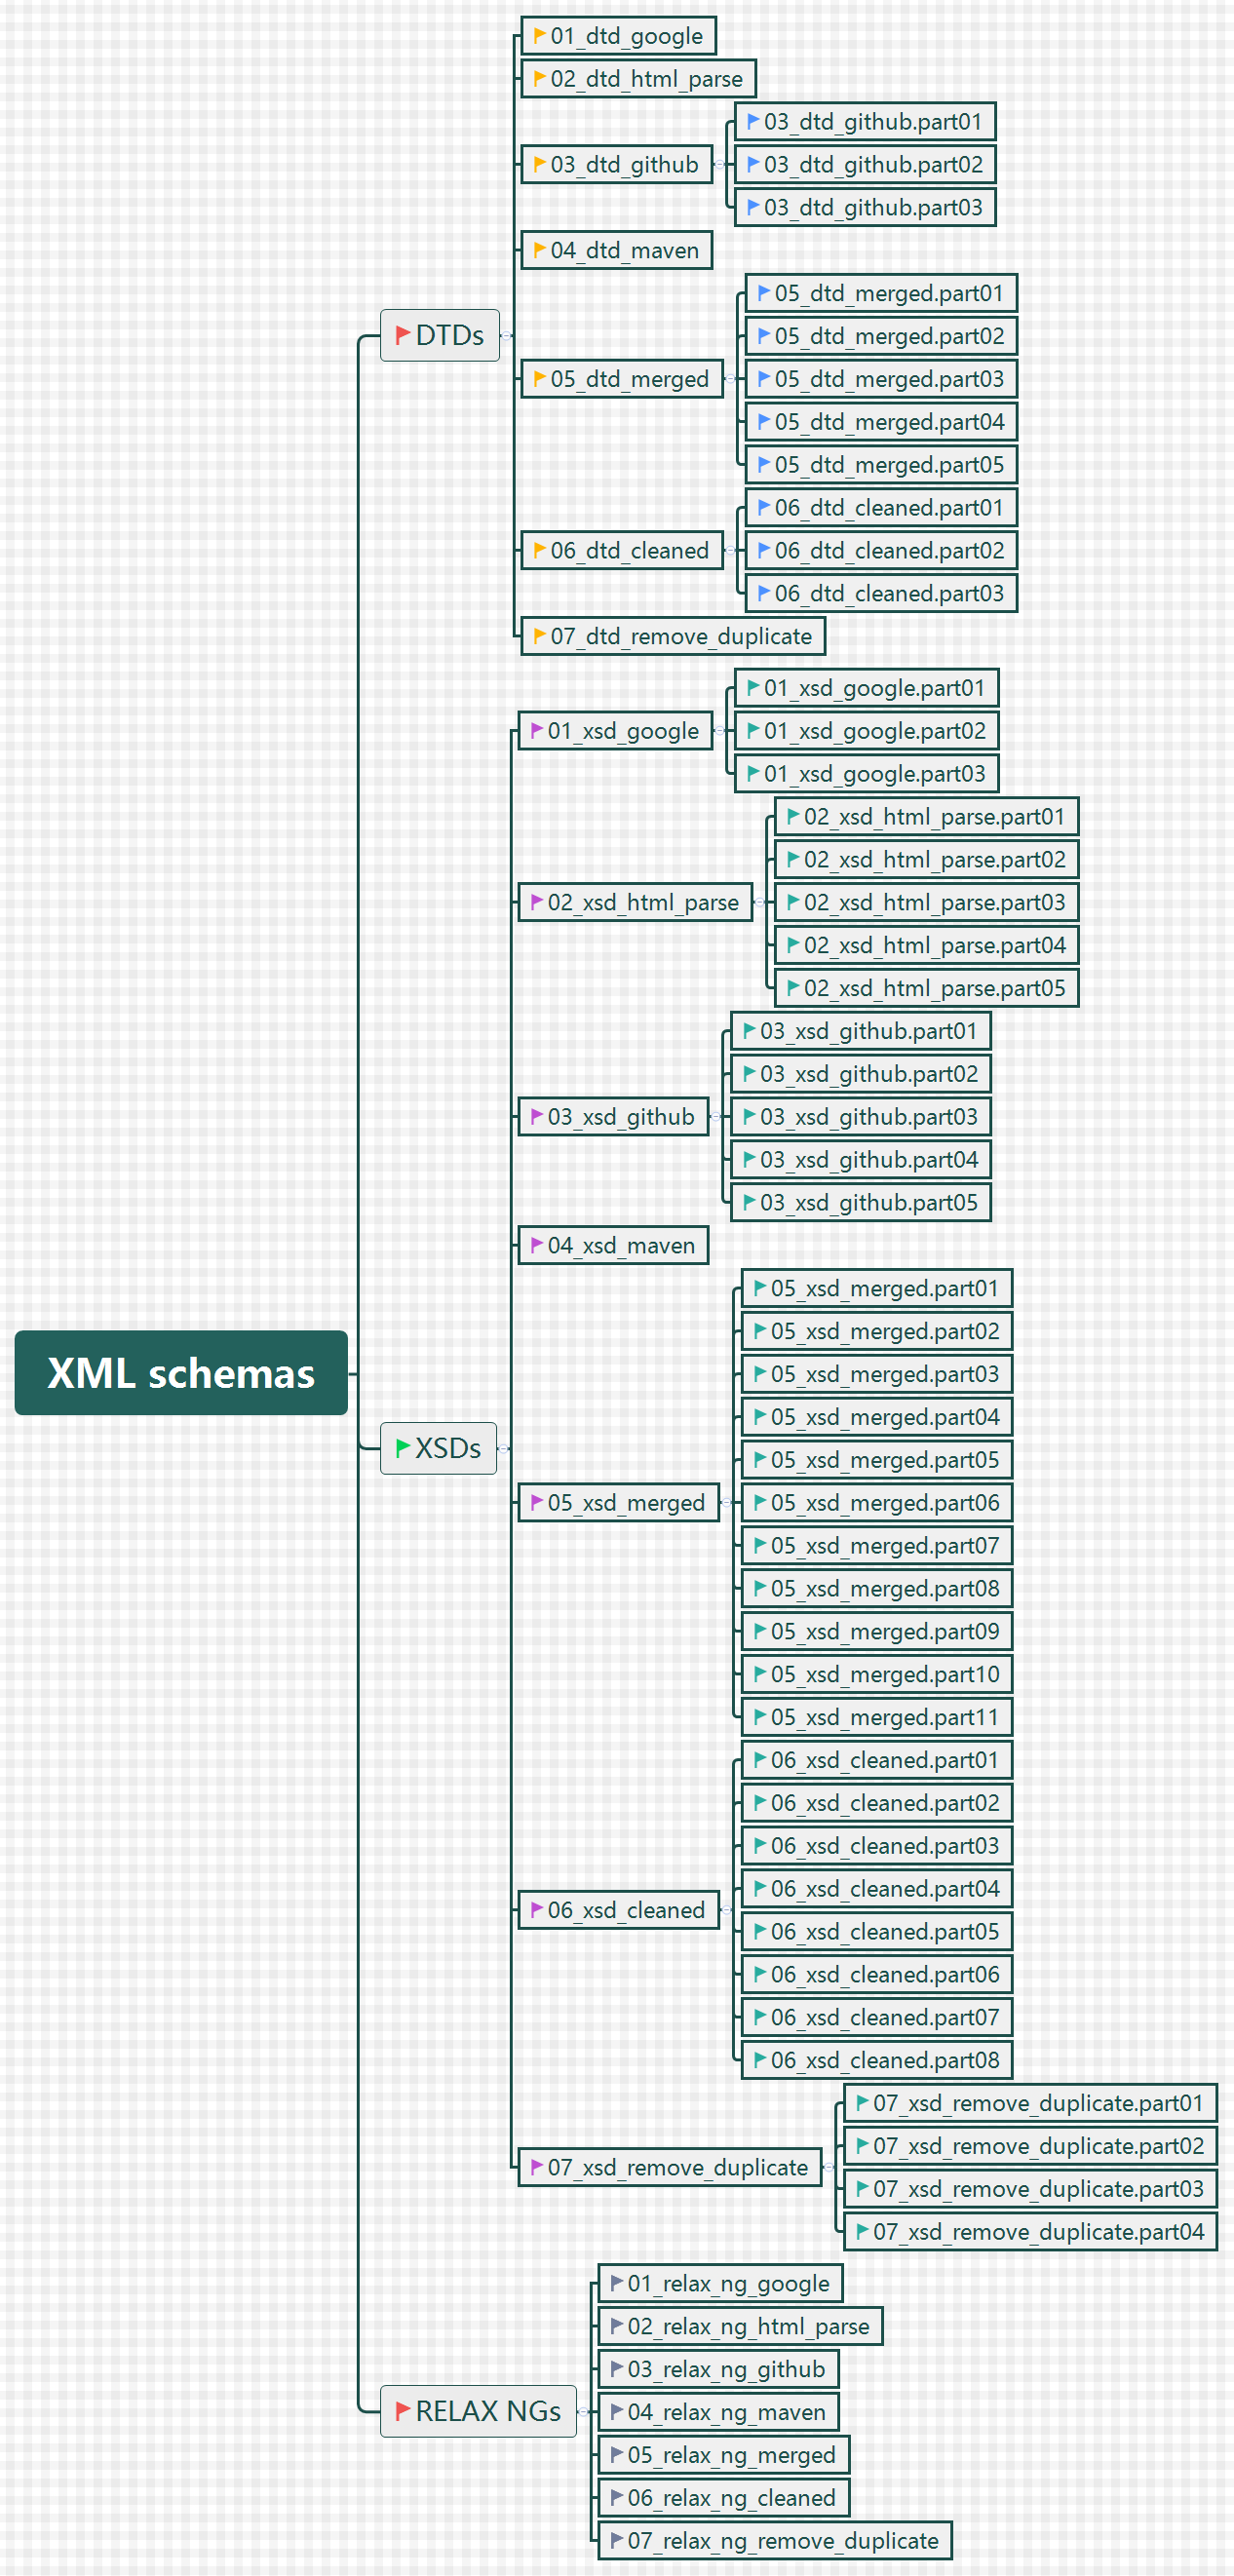 XML schemas
DTDs
01_dtd_google
02_dtd_html_parse
03_dtd_github
03_dtd_github.part01
03_dtd_github.part02
03_dtd_github.part03
04_dtd_maven
05_dtd_merged
05_dtd_merged.part01
05_dtd_merged.part02
05_dtd_merged.part03
05_dtd_merged.part04
05_dtd_merged.part05
06_dtd_cleaned
06_dtd_cleaned.part01
06_dtd_cleaned.part02
06_dtd_cleaned.part03
07_dtd_remove_duplicate
XSDs
01_xsd_google
01_xsd_google.part01
01_xsd_google.part02
01_xsd_google.part03
02_xsd_html_parse
02_xsd_html_parse.part01
02_xsd_html_parse.part02
02_xsd_html_parse.part03
02_xsd_html_parse.part04
02_xsd_html_parse.part05
03_xsd_github
03_xsd_github.part01
03_xsd_github.part02
03_xsd_github.part03
03_xsd_github.part04
03_xsd_github.part05
04_xsd_maven
05_xsd_merged
05_xsd_merged.part01
05_xsd_merged.part02
05_xsd_merged.part03
05_xsd_merged.part04
05_xsd_merged.part05
05_xsd_merged.part06
05_xsd_merged.part07
05_xsd_merged.part08
05_xsd_merged.part09
05_xsd_merged.part10
05_xsd_merged.part11
06_xsd_cleaned
06_xsd_cleaned.part01
06_xsd_cleaned.part02
06_xsd_cleaned.part03
06_xsd_cleaned.part04
06_xsd_cleaned.part05
06_xsd_cleaned.part06
06_xsd_cleaned.part07
06_xsd_cleaned.part08
07_xsd_remove_duplicate
07_xsd_remove_duplicate.part01
07_xsd_remove_duplicate.part02
07_xsd_remove_duplicate.part03
07_xsd_remove_duplicate.part04
RELAX NGs
01_relax_ng_google
02_relax_ng_html_parse
03_relax_ng_github
04_relax_ng_maven
05_relax_ng_merged
06_relax_ng_cleaned
07_relax_ng_remove_duplicate